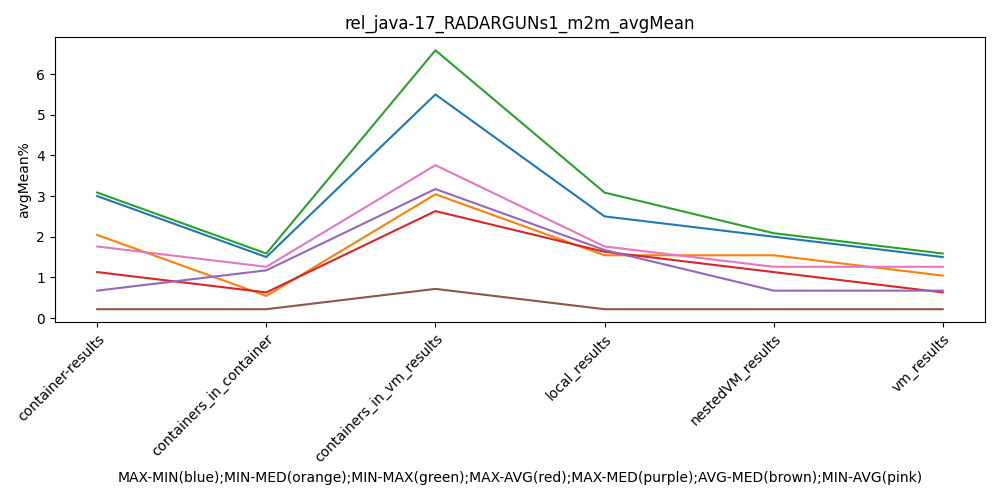 rel_java-17_RADARGUNs1_m2m_avgMean
avgMean%
6
5
4
3
2
1
0
container-results
containers_in_container
containers_in_vm_results
local_results
nestedVM_results
vm_results
MAX-MIN(blue);MIN-MED(orange);MIN-MAX(green);MAX-AVG(red);MAX-MED(purple);AVG-MED(brown);MIN-AVG(pink)